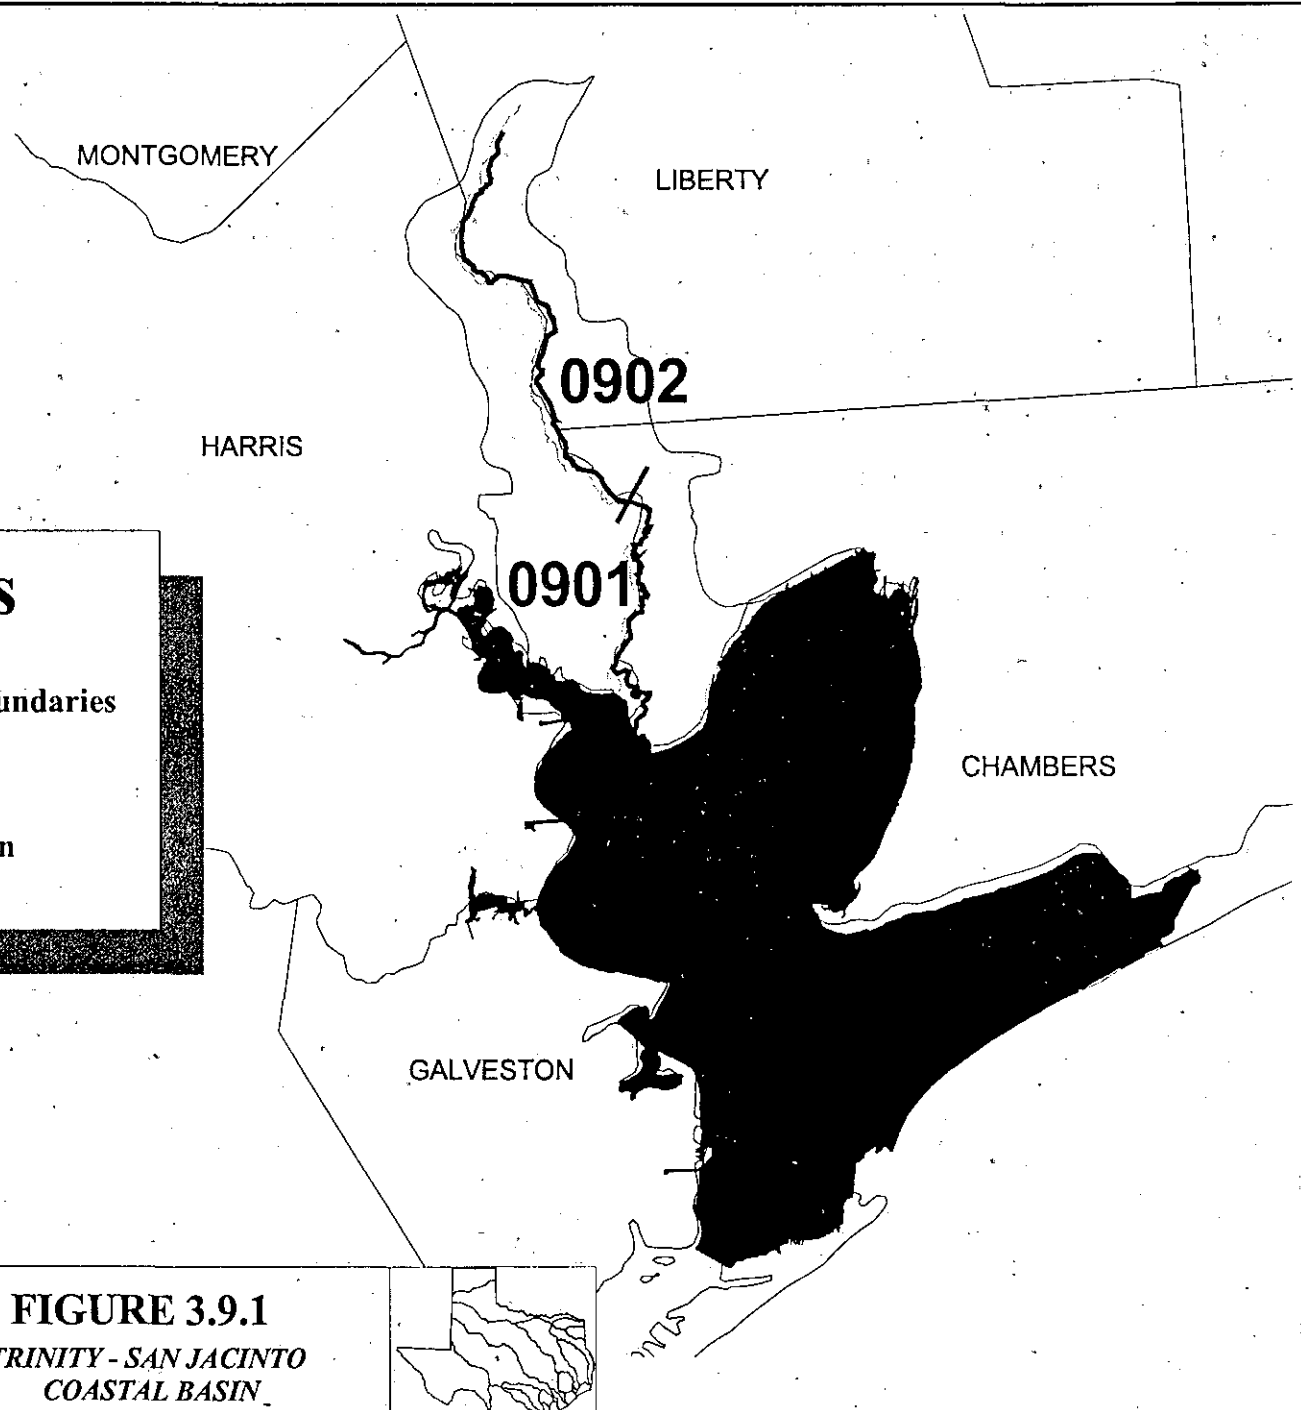 MONTGOMERY
LIBERTY
0902
HARRIS
0901
S
undaries
CHAMBERS
n
GALVESTON
FIGURE 3.9.1
TRINITY - SAN JACINTO
COASTAL BASIN